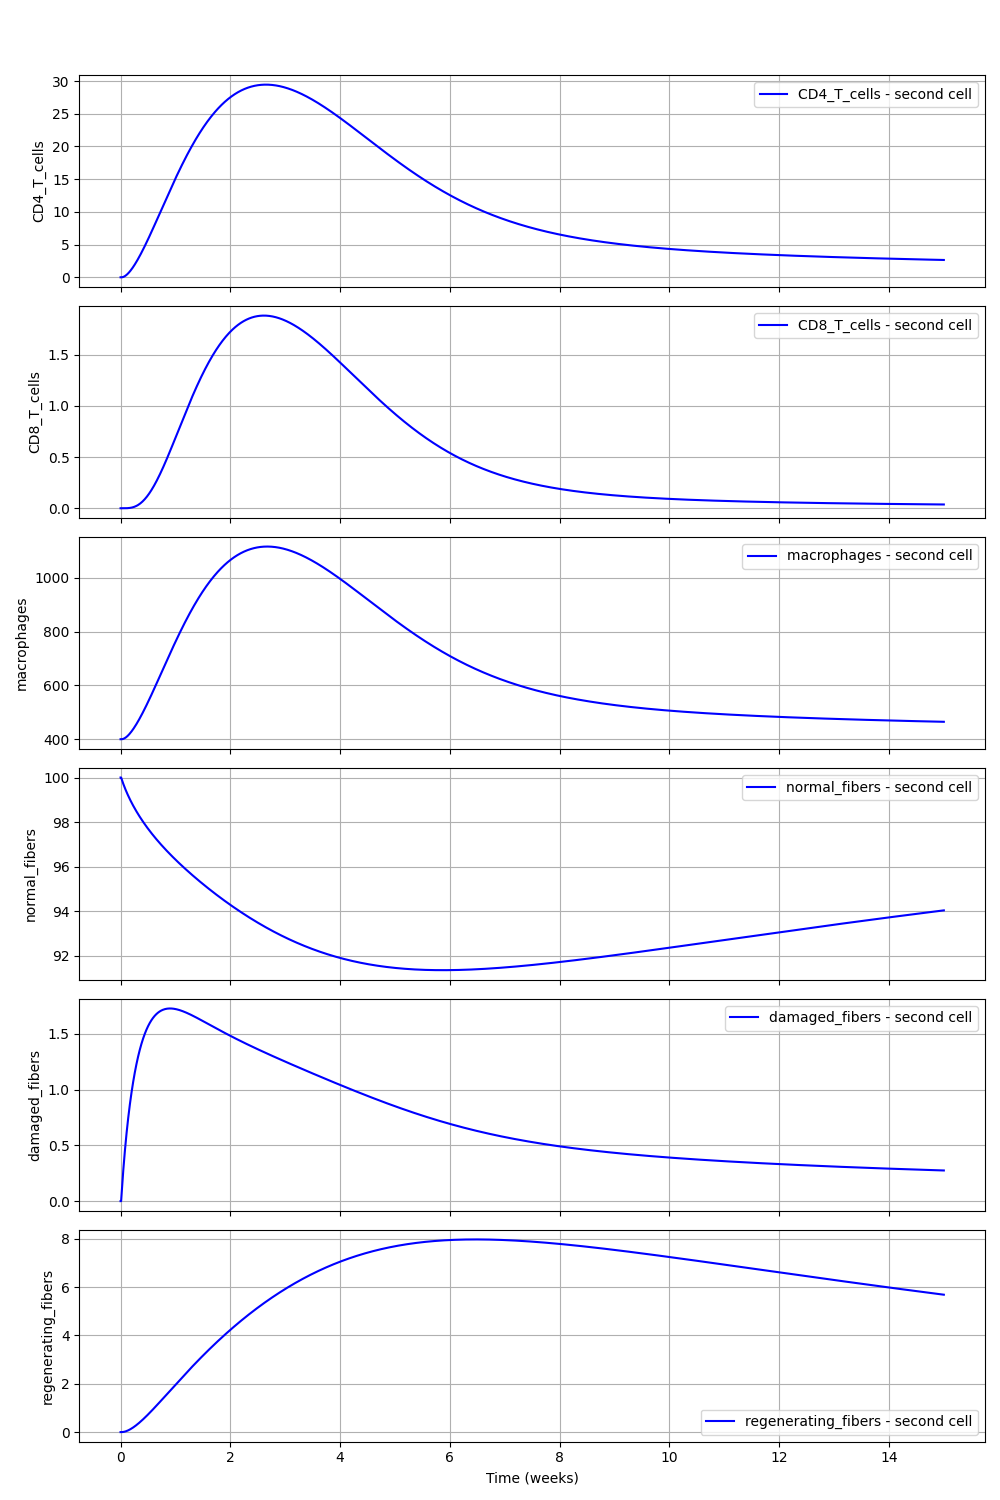 30
25
20
15
10
5
0
CD4_T_cells
CD4_T_cells - second cell
1.5
1.0
0.5
0.0
CD8_T_cells
CD8_T_cells - second cell
1000
800
600
400
macrophages
macrophages - second cell
100
98
96
94
92
normal_fibers
normal_fibers - second cell
1.5
1.0
0.5
0.0
damaged_fibers
damaged_fibers - second cell
8
6
4
2
0
regenerating_fibers
regenerating_fibers - second cell
0 2 4 6 8 10 12 14
Time (weeks)